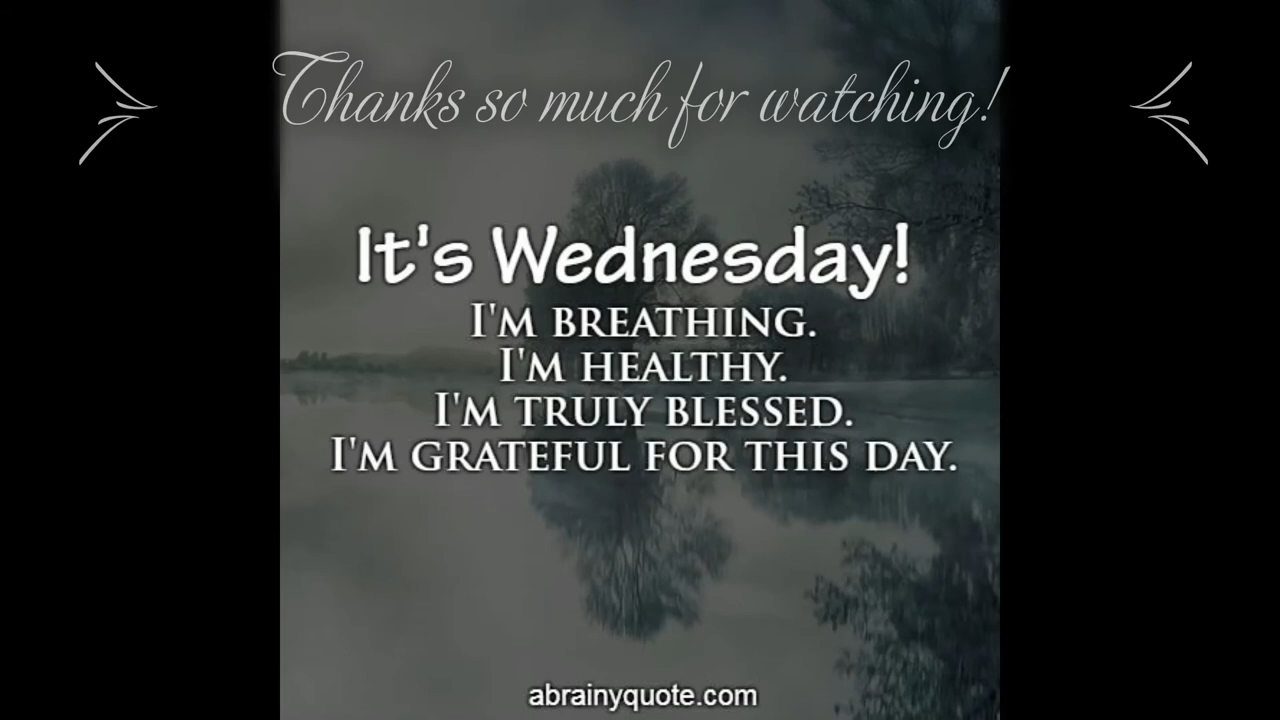 Thanks so much for watching!
It's Wednesday!
I'M BREATHING.
I'M HEALTHY.
I'M TRULY BLESSED.
I'M GRATEFUL FOR THIS DAY.
abrainyquote.com